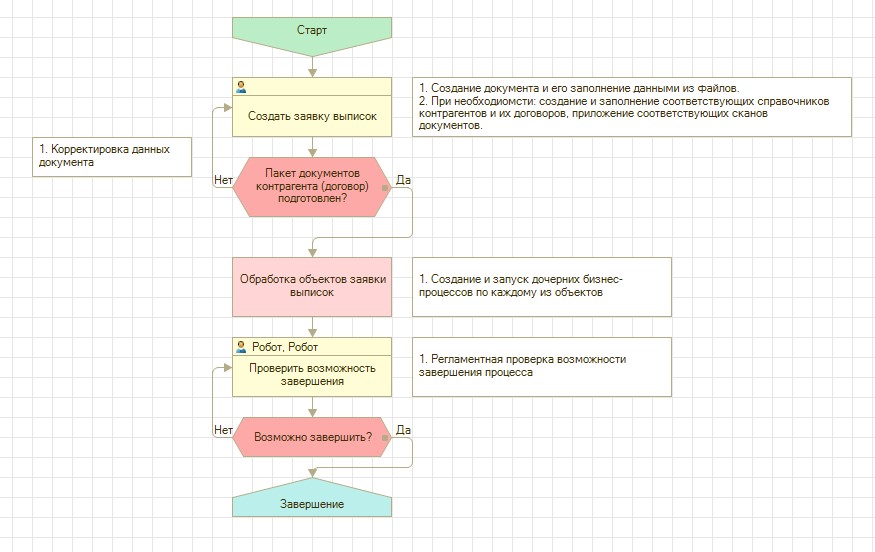 Старт
1. Создание документа и его заполнение данными из файлов.
2. При необходиомсти: создание и заполнение соответствующих справочников
контрагентов и их договоров, приложение соответствующих сканов
документов.
Создать заявку выписок
1. Корректировка данных
документа
Нет
Пакет документов
контрагента (договор)
подготовлен?
Да
Обработка объектов заявки
выписок
1. Создание и запуск дочерних бизнес-
процессов по каждому из объектов
Робот, Робот
Проверить возможность
завершения
1. Регламентная проверка возможности
завершения процесса
Нет
Возможно завершить?
Да
Завершение